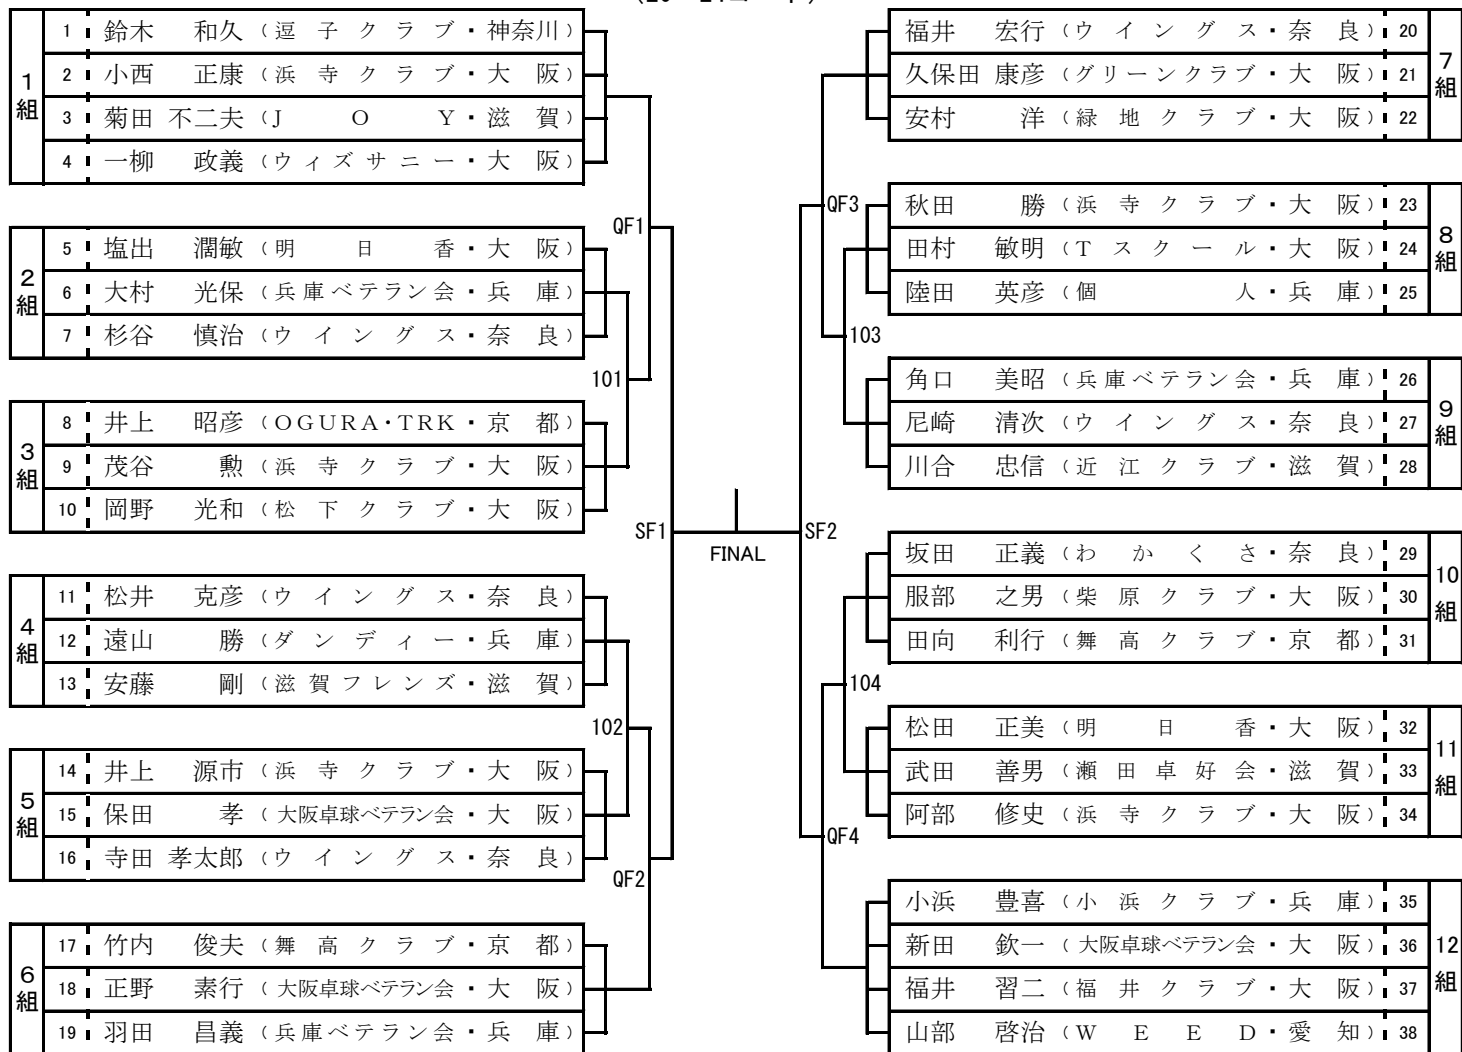 1組
1 鈴木 和久（逗子クラブ・神奈川）
2 小西 正康（浜寺クラブ・大阪）
3 菊田 不二夫（JOY・滋賀）
4 一柳 政義（ウィズサニー・大阪）
2組
5 塩出 濶敏（明日香・大阪）
6 大村 光保（兵庫ベテラン会・兵庫）
7 杉谷 慎治（ウイングス・奈良）
3組
8 井上 昭彦（OGURA・TRK・京都）
9 茂谷 勲（浜寺クラブ・大阪）
10 岡野 光和（松下クラブ・大阪）
4組
11 松井 克彦（ウイングス・奈良）
12 遠山 勝（ダンディー・兵庫）
13 安藤 剛（滋賀フレンズ・滋賀）
5組
14 井上 源市（浜寺クラブ・大阪）
15 保田 孝（大阪卓球ベテラン会・大阪）
16 寺田 孝太郎（ウイングス・奈良）
6組
17 竹内 俊夫（舞高クラブ・京都）
18 正野 素行（大阪卓球ベテラン会・大阪）
19 羽田 昌義（兵庫ベテラン会・兵庫）
QF1
101
SF1
102
QF2
FINAL
QF3
103
SF2
104
QF4
福井 宏行（ウイングス・奈良）20
久保田 康彦（グリーンクラブ・大阪）21
安村 洋（緑地クラブ・大阪）22
7組
秋田 勝（浜寺クラブ・大阪）23
田村 敏明（Tスクール・大阪）24
陸田 英彦（個人・兵庫）25
8組
角口 美昭（兵庫ベテラン会・兵庫）26
尼崎 清次（ウイングス・奈良）27
川合 忠信（近江クラブ・滋賀）28
9組
坂田 正義（わかくさ・奈良）29
服部 之男（柴原クラブ・大阪）30
田向 利行（舞高クラブ・京都）31
10組
松田 正美（明日香・大阪）32
武田 善男（瀬田卓好会・滋賀）33
阿部 修史（浜寺クラブ・大阪）34
11組
小浜 豊喜（小浜クラブ・兵庫）35
新田 欽一（大阪卓球ベテラン会・大阪）36
福井 習二（福井クラブ・大阪）37
山部 啓治（WEED・愛知）38
12組